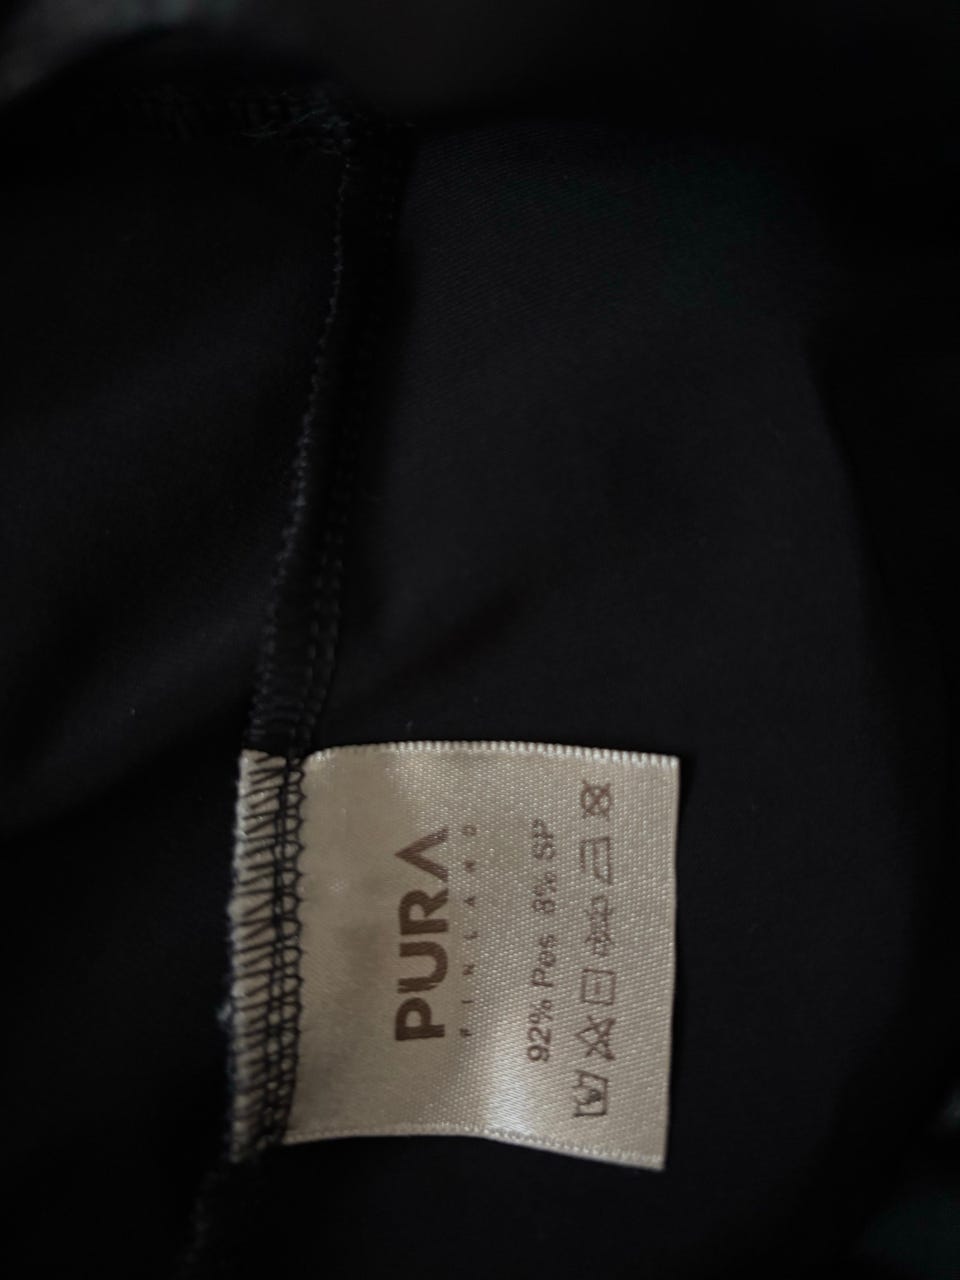 PURA
FINLAND
92% Pes 8% SP